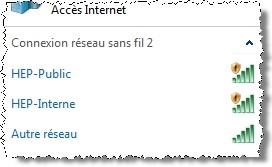 Accès Internet
Connexion réseau sans fil 2
HEP-Public
HEP-Interne
Autre réseau